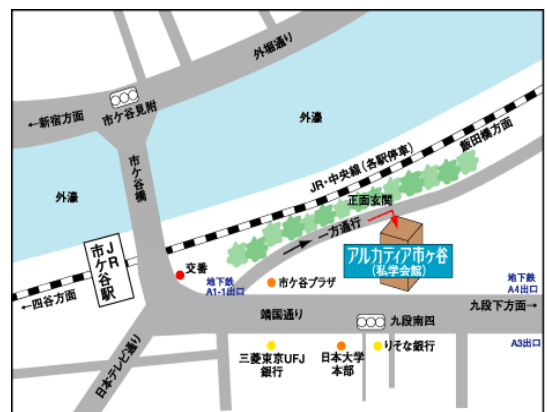 外堀通り
市ケ谷見附
←新宿方面
外濠
飯田橋方面
JR・中央線（各駅停車）
市ケ谷橋
外濠
正面玄関
一方通行
アルカディア市ヶ谷
（私学会館）
JR
市ケ谷駅
交番
地下鉄
A1-1出口
市ケ谷プラザ
地下鉄
A4出口
←四谷方面
靖国通り
九段下方面→
九段南四
A3出口
日本テレビ通り
三菱東京UFJ
銀行
日本大学
本部
りそな銀行